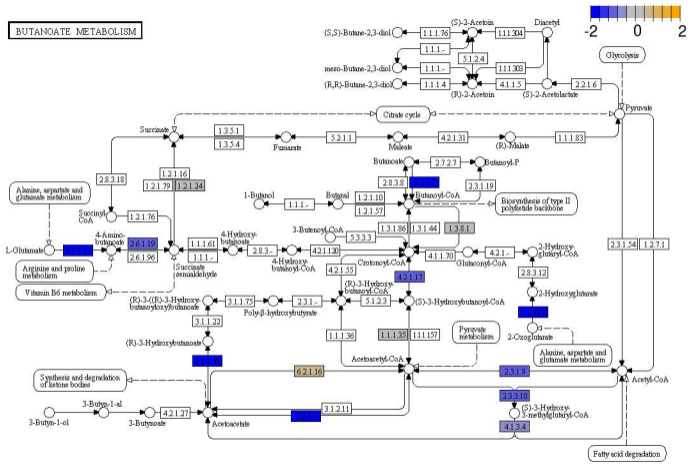 BUTANOATE METABOLISM
-2 0 2
(S,S)-Butane-2,3-diol
1.1.1.76
(S)-2-Acetoin
1.1.1.304
Diacetyl
1.1.1.-
5.1.2.4
meso-Butane-2,3-diol
1.1.1.-
1.1.1.303
(R,R)-Butane-2,3-diol
1.1.1.4
(R)-2-Acetoin
4.1.1.5
(S)-2-Acetolactate
2.2.1.6
Glycolysis
Pyruvate
Citrate cycle
Succinate
1.3.5.1
1.3.5.4
Fumarate
5.2.1.1
Maleate
4.2.1.31
(R)-Malate
1.1.1.83
2.8.3.18
1.2.1.16
1.2.1.79
1.2.1.24
Butanoate
2.7.2.7
Butanoyl-P
2.8.3.8
2.3.1.19
Alanine, aspartate and
glutamate metabolism
1-Butanol
1.1.1.-
Butanal
1.2.1.10
1.2.1.57
Butanoyl-CoA
Biosynthesis of type II
polyketide backbone
Succinyl
CoA
1.2.1.76
3-Butenoyl-CoA
5.3.3.3
1.3.1.86
1.3.1.44
1.3.8.1
L-Glutamate
4-Amino-
butanoate
2.6.1.19
2.6.1.96
1.1.1.61
1.1.1.-
4-Hydroxy-
butanoate
2.8.3.-
4-Hydroxy-
butanoyl-CoA
4.2.1.120
Crotonoyl-CoA
4.1.1.70
Glutaconyl-CoA
4.2.1.-
2-Hydroxy-
glutaryl-CoA
2.3.1.54
1.2.7.1
Arginine and proline
metabolism
Succinate
semialdehyde
4.2.1.55
4.2.1.17
2.8.3.12
Vitamin B6 metabolism
(R)-3-((R)-3-Hydroxy-
butanoyloxy)butanoate
3.1.1.75
Poly-β-hydroxybutyrate
2.3.1.-
(R)-3-Hydroxy-
butanoyl-CoA
5.1.2.3
(S)-3-Hydroxybutanoyl-CoA
2-Hydroxyglutarate
3.1.1.22
1.1.1.36
1.1.1.35
1.1.1.157
Pyruvate
metabolism
2-Oxoglutarate
(R)-3-Hydroxybutanoate
Acetoacetyl-CoA
Alanine, aspartate and
glutamate metabolism
Synthesis and degradation
of ketone bodies
6.2.1.16
2.3.1.9
Acetyl-CoA
3-Butyn-1-ol
3-Butyn-1-al
3-Butynoate
4.2.1.27
Acetoacetate
3.1.2.11
2.3.3.10
(S)-3-Hydroxy-
3-methylglutaryl-CoA
4.1.3.4
Fatty acid degradation